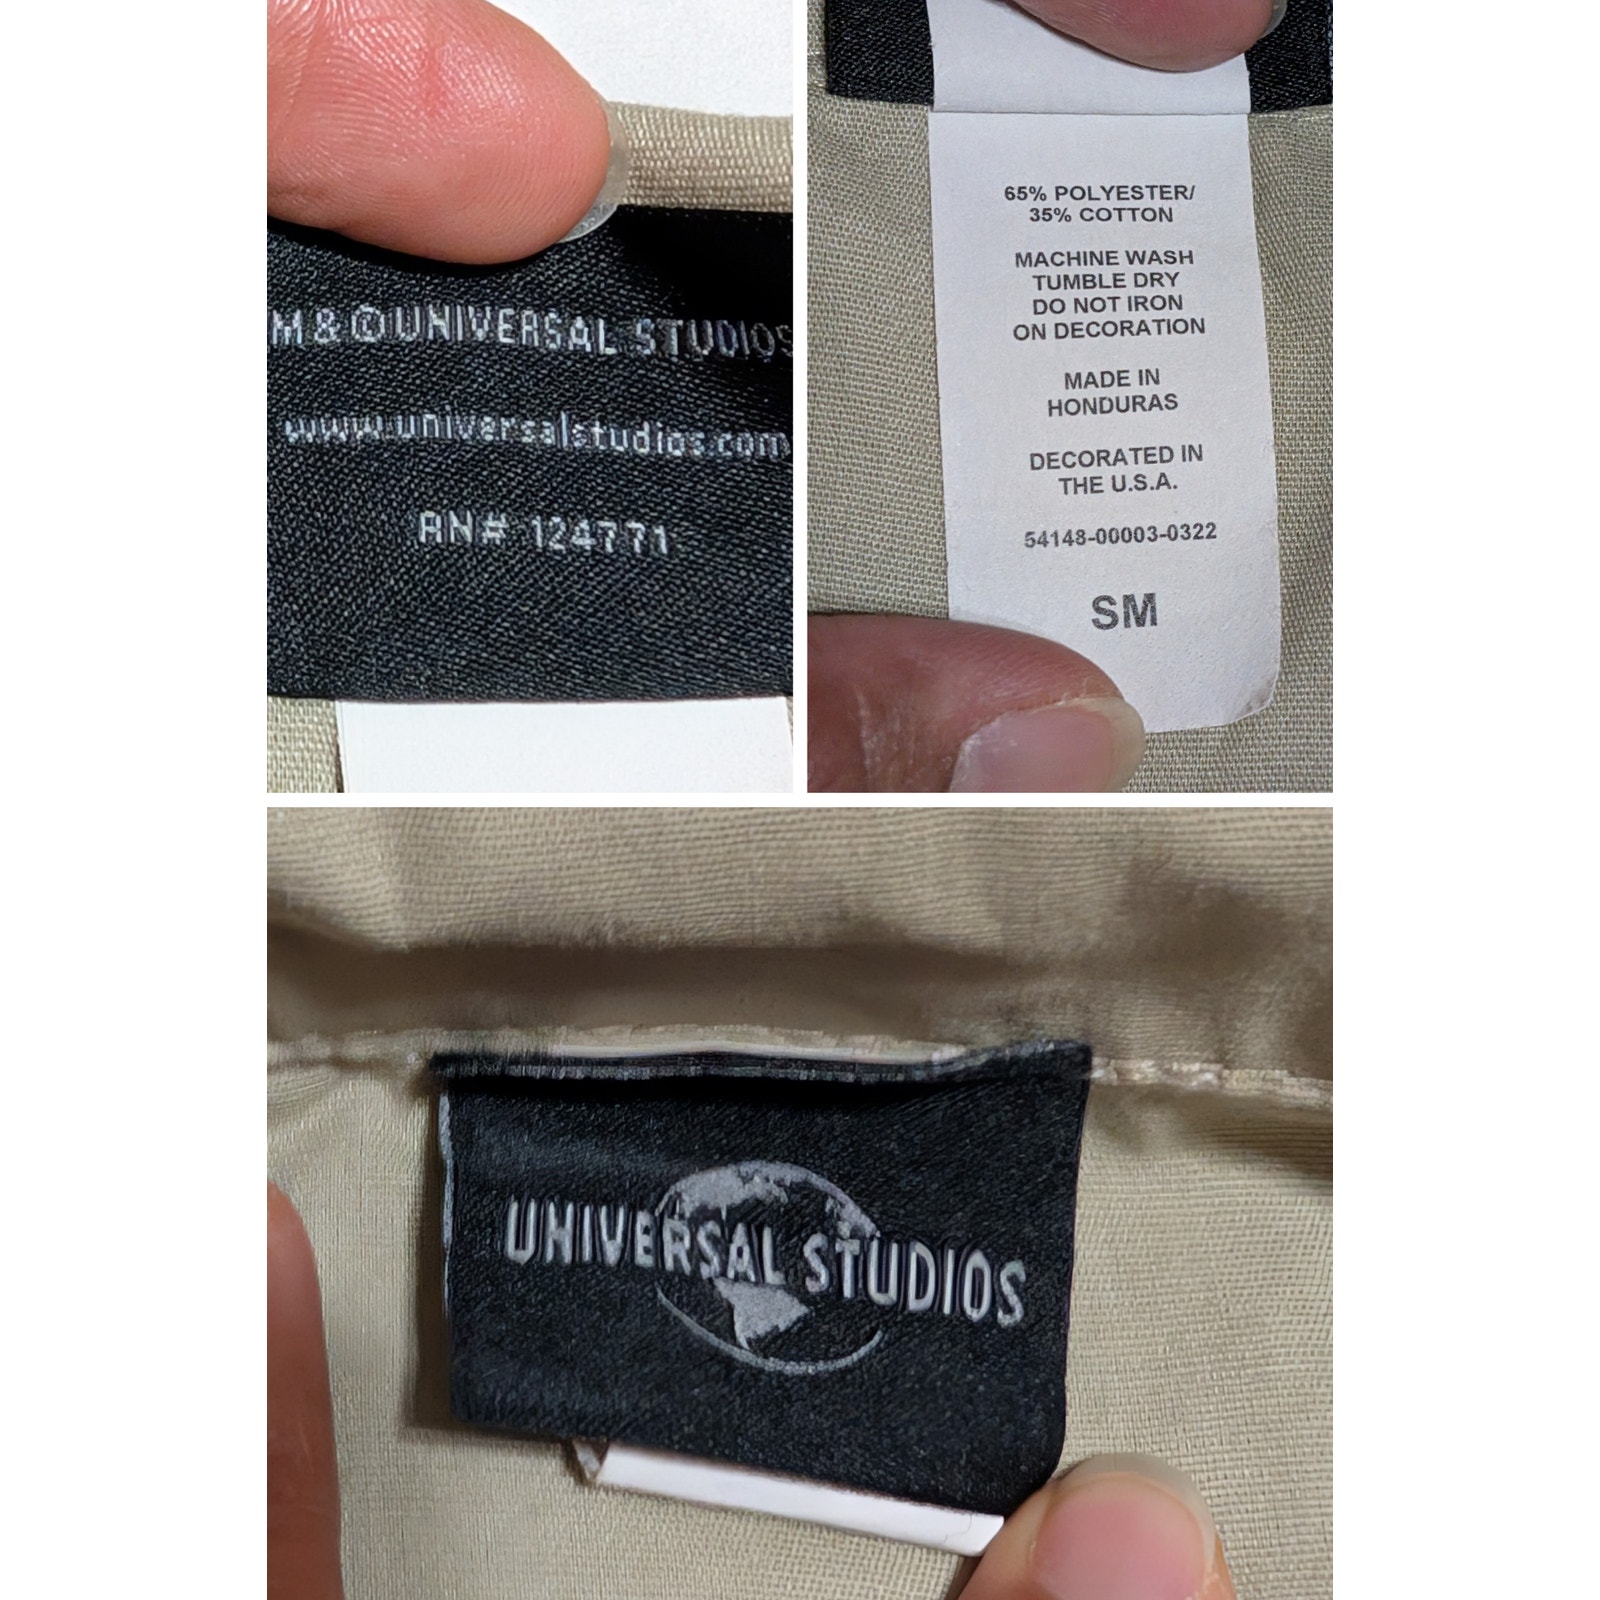 M & © UNIVERSAL STUDIOS
www.universalstudios.com
RN# 124771
65% POLYESTER/
35% COTTON
MACHINE WASH
TUMBLE DRY
DO NOT IRON
ON DECORATION
MADE IN
HONDURAS
DECORATED IN
THE U.S.A.
54148-00003-0322
SM
UNIVERSAL STUDIOS